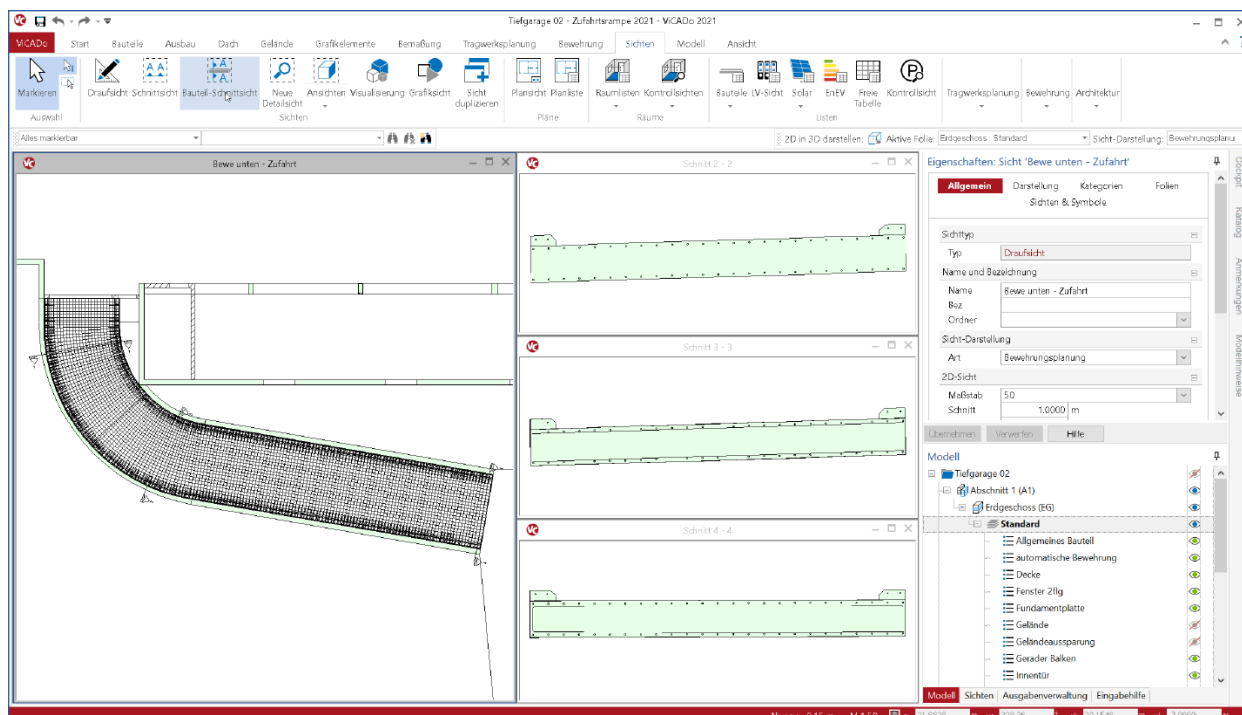 Tiefgarage 02 - Zufahrtsrampe 2021 - ViCADo 2021
ViCADo Start Bauteile Ausbau Dach Gelände Grafikelemente Bemaßung Tragwerksplanung Bewehrung Sichten Modell Ansicht
Markieren Draufsicht Schnittsicht Bauteil-Schnittsicht Neue Detailsicht Ansichten Visualisierung Grafiksicht Sicht duplizieren Plansicht Planliste Raumlisten Kontrollsichten Bauteile LV-Sicht Solar EnEV Freie Tabelle Kontrollsicht Tragwerksplanung Bewehrung Architektur
Auswahl Sichten Pläne Räume Listen
Alles markierbar 2D in 3D darstellen: Aktive Folie: Erdgeschoss : Standard Sicht-Darstellung: Bewehrungsplanu
Bewe unten - Zufahrt
Schnitt 2 - 2
Schnitt 3 - 3
Schnitt 4 - 4
Eigenschaften: Sicht 'Bewe unten - Zufahrt'
Allgemein Darstellung Kategorien Folien
Sichten & Symbole
Sichttyp
Typ Draufsicht
Name und Bezeichnung
Name Bewe unten - Zufahrt
Bez
Ordner
Sicht-Darstellung
Art Bewehrungsplanung
2D-Sicht
Maßstab 50
Schnitt 1.0000 m
Übernehmen Verwerfen Hilfe
Modell
Tiefgarage 02
Abschnitt 1 (A1)
Erdgeschoss (EG)
Standard
Allgemeines Bauteil
automatische Bewehrung
Decke
Fenster 2flg
Fundamentplatte
Gelände
Geländeaussparung
Gerader Balken
Innentür
Modell Sichten Ausgabenverwaltung Eingabehilfe
Cockpit
Katalog
Anmerkungen
Modellhinweise